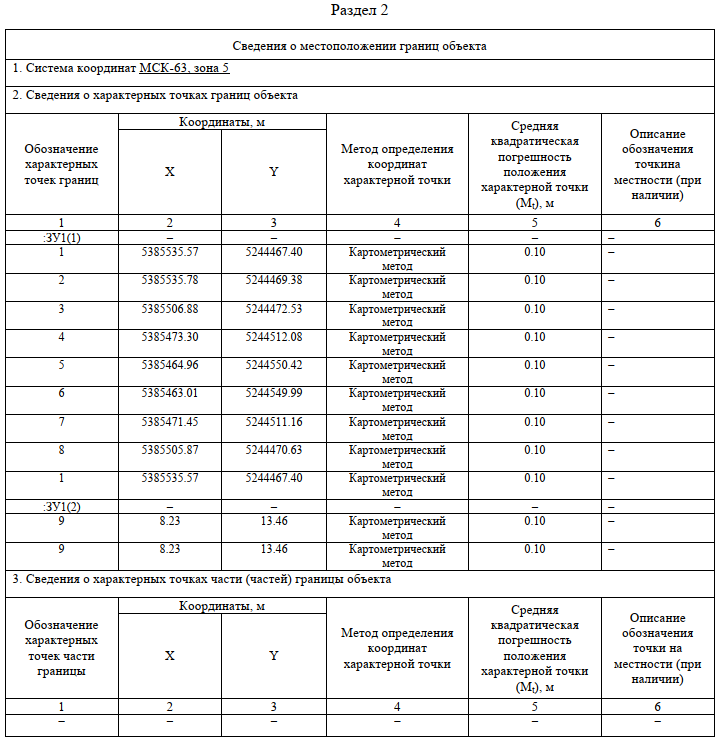 Раздел 2
Сведения о местоположении границ объекта
1. Система координат МСК-63, зона 5
2. Сведения о характерных точках границ объекта
Обозначение характерных точек границ
Координаты, м
X
Y
Метод определения координат характерной точки
Средняя квадратическая погрешность положения характерной точки (Mt), м
Описание обозначения точкина местности (при наличии)
1 2 3 4 5 6
:ЗУ1(1) – – – – –
1 5385535.57 5244467.40 Картометрический метод 0.10 –
2 5385535.78 5244469.38 Картометрический метод 0.10 –
3 5385506.88 5244472.53 Картометрический метод 0.10 –
4 5385473.30 5244512.08 Картометрический метод 0.10 –
5 5385464.96 5244550.42 Картометрический метод 0.10 –
6 5385463.01 5244549.99 Картометрический метод 0.10 –
7 5385471.45 5244511.16 Картометрический метод 0.10 –
8 5385505.87 5244470.63 Картометрический метод 0.10 –
1 5385535.57 5244467.40 Картометрический метод 0.10 –
:ЗУ1(2) – – – – –
9 8.23 13.46 Картометрический метод 0.10 –
9 8.23 13.46 Картометрический метод 0.10 –
3. Сведения о характерных точках части (частей) границы объекта
Обозначение характерных точек части границы
Координаты, м
X
Y
Метод определения координат характерной точки
Средняя квадратическая погрешность положения характерной точки (Mt), м
Описание обозначения точки на местности (при наличии)
1 2 3 4 5 6
– – – – – –